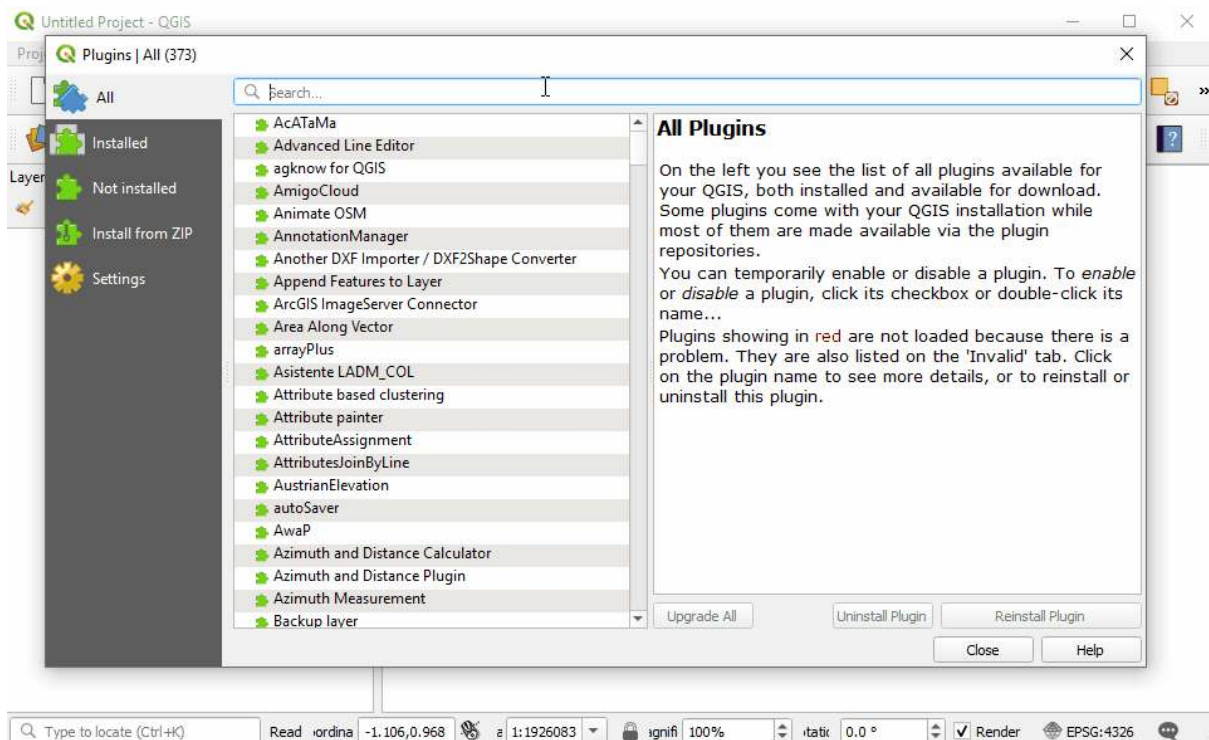 Untitled Project - QGIS
Proj
Plugins | All (373)
All
Installed
Not installed
Install from ZIP
Settings
Layer
Search...
AcATaMa
Advanced Line Editor
agknow for QGIS
AmigoCloud
Animate OSM
AnnotationManager
Another DXF Importer / DXF2Shape Converter
Append Features to Layer
ArcGIS ImageServer Connector
Area Along Vector
arrayPlus
Asistente LADM_COL
Attribute based clustering
Attribute painter
AttributeAssignment
AttributesJoinByLine
AustrianElevation
autoSaver
AwaP
Azimuth and Distance Calculator
Azimuth and Distance Plugin
Azimuth Measurement
Backup layer
All Plugins
On the left you see the list of all plugins available for
your QGIS, both installed and available for download.
Some plugins come with your QGIS installation while
most of them are made available via the plugin
repositories.
You can temporarily enable or disable a plugin. To enable
or disable a plugin, click its checkbox or double-click its
name...
Plugins showing in red are not loaded because there is a
problem. They are also listed on the 'Invalid' tab. Click
on the plugin name to see more details, or to reinstall or
uninstall this plugin.
Upgrade All
Uninstall Plugin
Reinstall Plugin
Close
Help
Type to locate (Ctrl+K)
Read ordina -1.106,0.968 a 1:1926083 agnifi 100% tatic 0.0 ° Render EPSG:4326